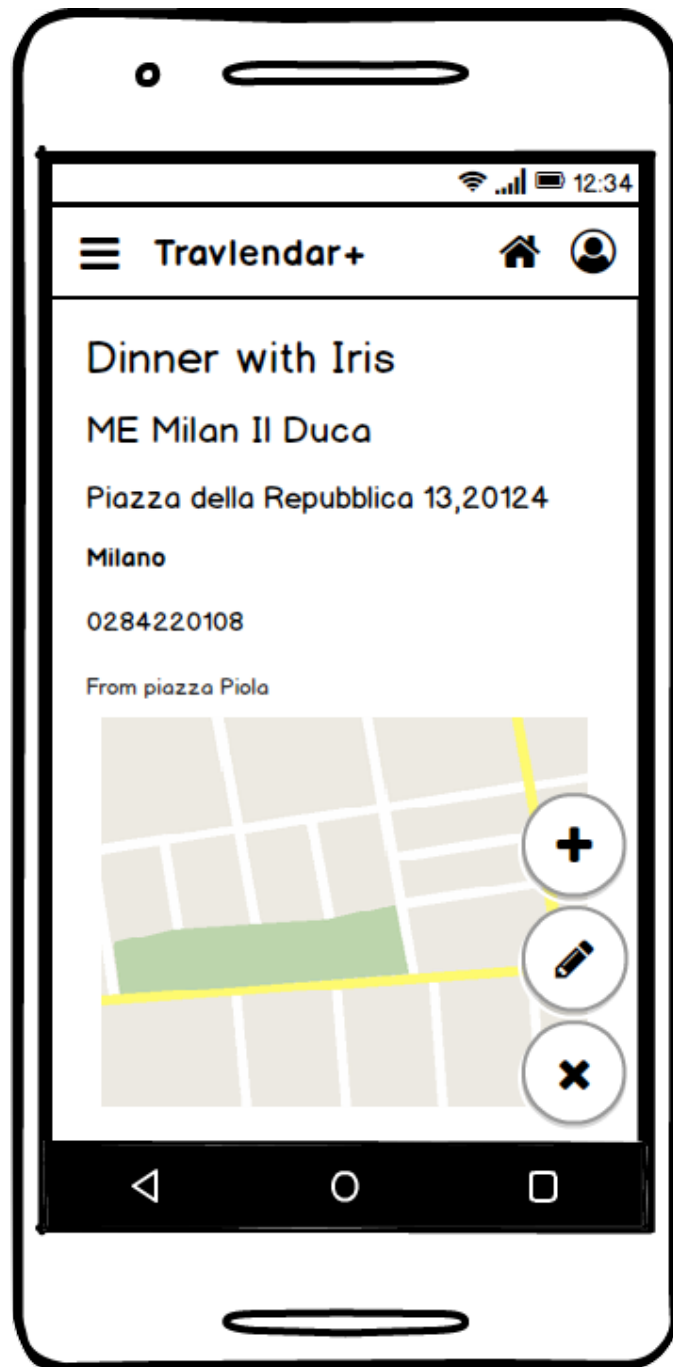 12:34
Travlendar+
Dinner with Iris
ME Milan Il Duca
Piazza della Repubblica 13,20124
Milano
0284220108
From piazza Piola